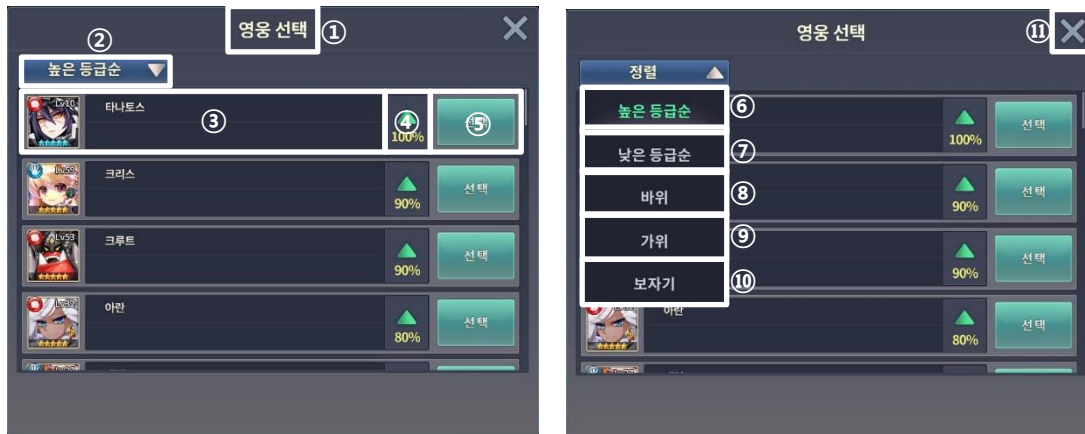 영웅 선택 ①
②
높은 등급순
Lv10 타나토스 ③ ④ ⑤
100%
Lv59 크리스 선택
90%
Lv53 크루트 선택
90%
Lv32 아란 선택
80%
영웅 선택 ⑪
정렬
높은 등급순 ⑥
100% 선택
낮은 등급순 ⑦
바위 ⑧
90% 선택
가위 ⑨
90% 선택
보자기 ⑩
아란 선택
80%